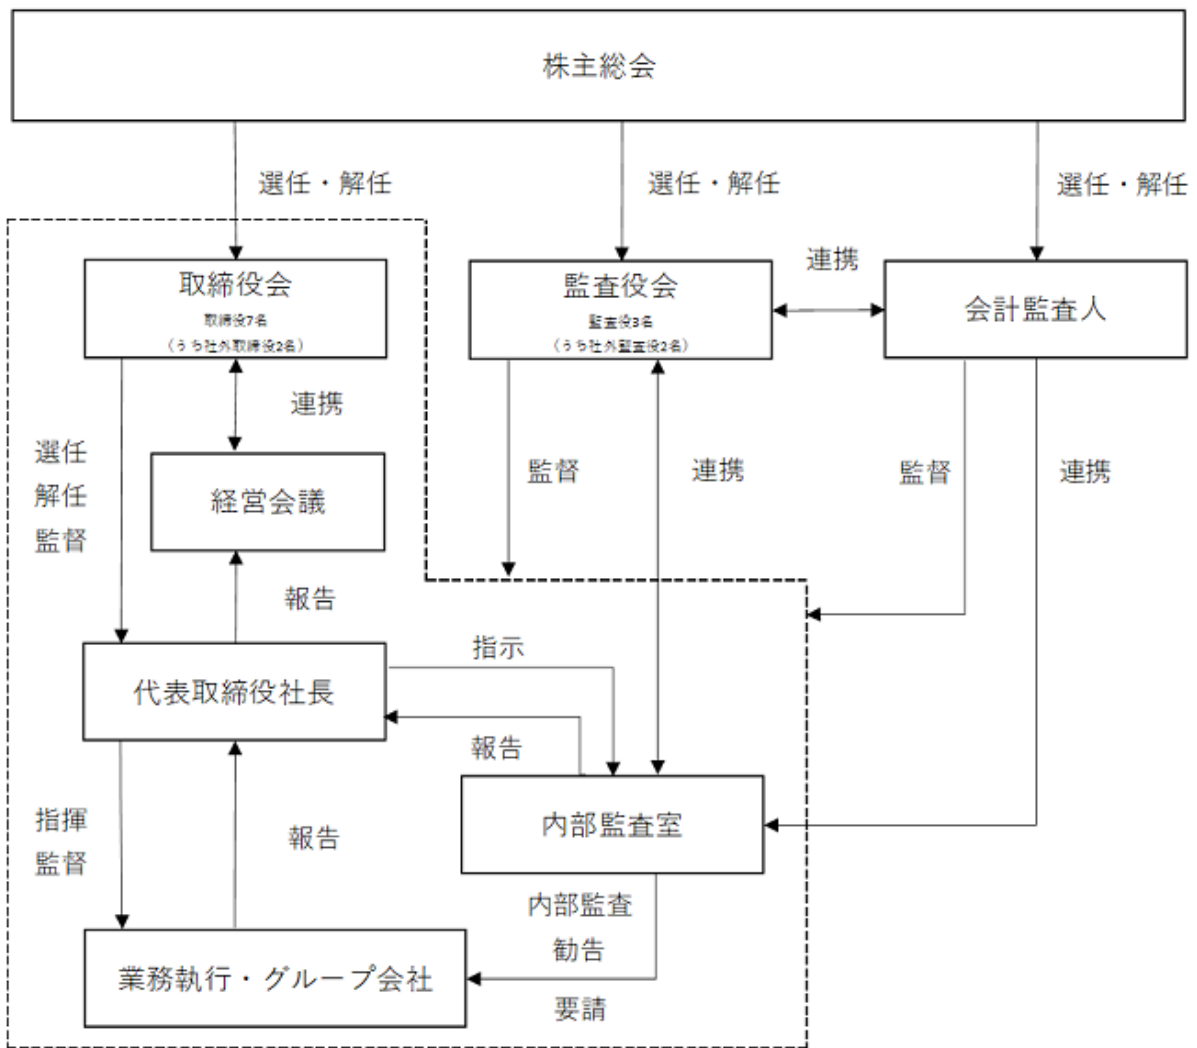 株主総会
選任・解任
選任・解任
選任・解任
取締役会
取締役7名
（うち社外取締役2名）
監査役会
監査役3名
（うち社外監査役2名）
連携
会計監査人
連携
選任
解任
監督
経営会議
監督
連携
監督
連携
報告
代表取締役社長
指示
報告
指揮
監督
報告
内部監査室
内部監査
勧告
要請
業務執行・グループ会社